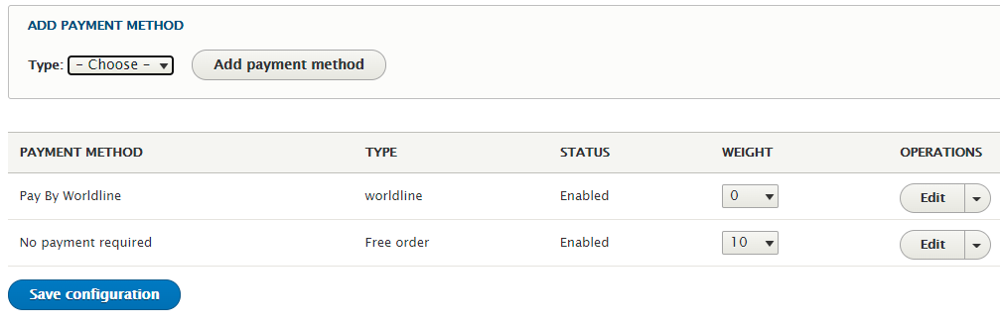 ADD PAYMENT METHOD
Type: - Choose - Add payment method
PAYMENT METHOD TYPE STATUS WEIGHT OPERATIONS
Pay By Worldline worldline Enabled 0 Edit
No payment required Free order Enabled 10 Edit
Save configuration